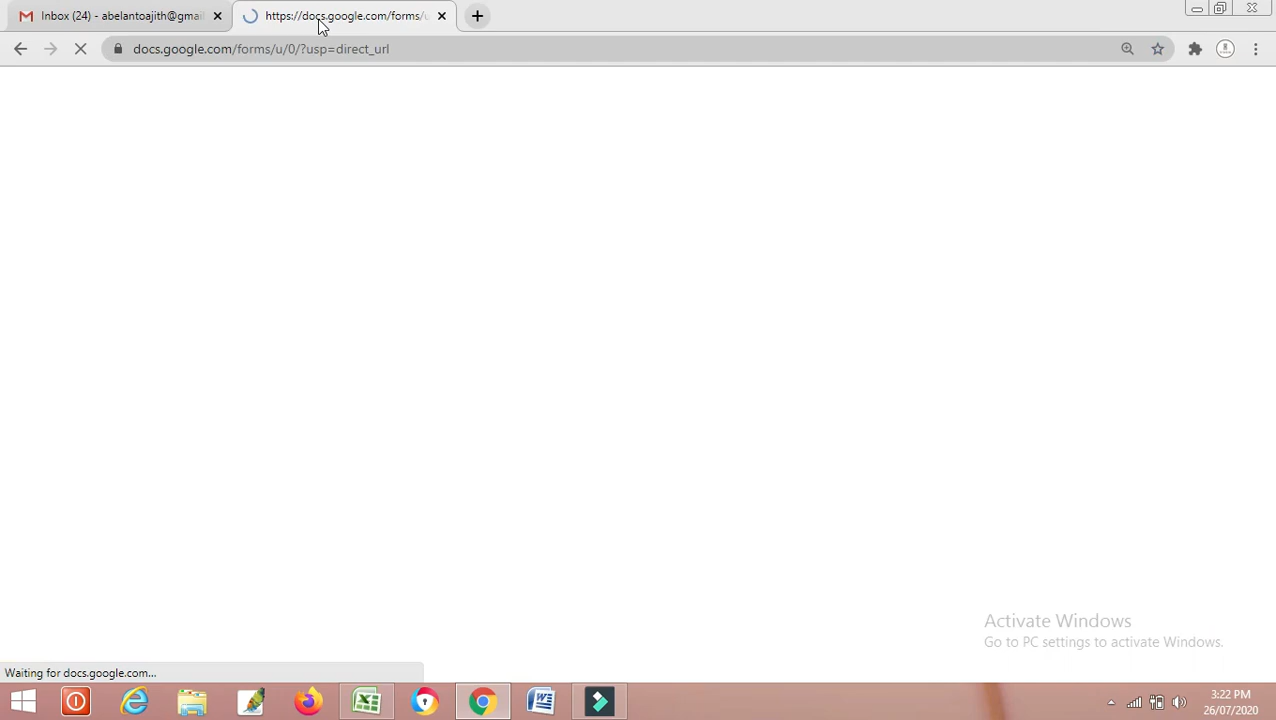 Inbox (24) - abelantoajith@gmail
https://docs.google.com/forms/u
docs.google.com/forms/u/0/?usp=direct_url
Activate Windows
Go to PC settings to activate Windows.
Waiting for docs.google.com...
3:22 PM
26/07/2020